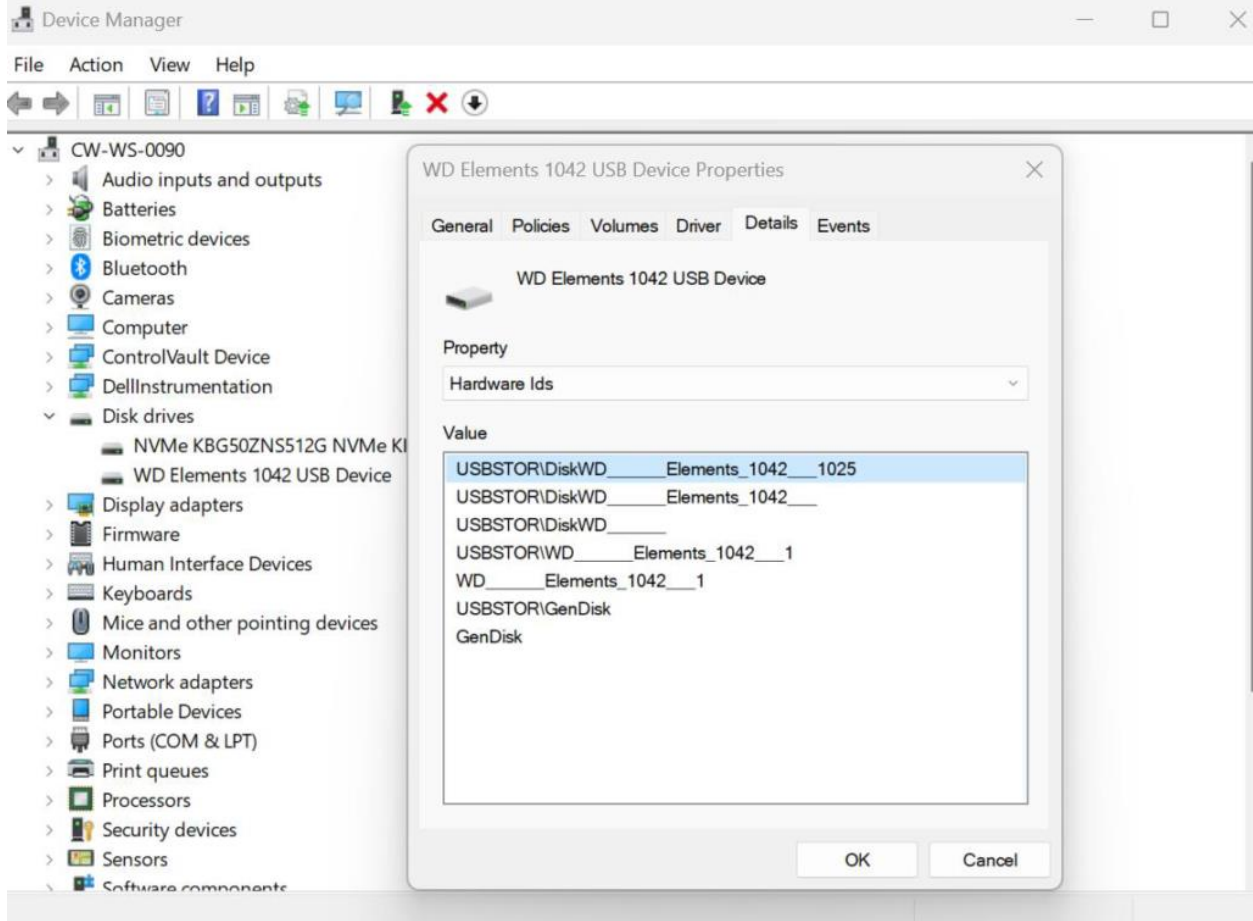 Device Manager
File Action View Help
CW-WS-0090
Audio inputs and outputs
Batteries
Biometric devices
Bluetooth
Cameras
Computer
ControlVault Device
DellInstrumentation
Disk drives
NVMe KBG50ZNS512G NVMe KI
WD Elements 1042 USB Device
Display adapters
Firmware
Human Interface Devices
Keyboards
Mice and other pointing devices
Monitors
Network adapters
Portable Devices
Ports (COM & LPT)
Print queues
Processors
Security devices
Sensors
Software components
WD Elements 1042 USB Device Properties
General Policies Volumes Driver Details Events
WD Elements 1042 USB Device
Property
Hardware Ids
Value
USBSTOR\DiskWD______Elements_1042___1025
USBSTOR\DiskWD______Elements_1042___
USBSTOR\DiskWD______
USBSTOR\WD______Elements_1042___1
WD______Elements_1042___1
USBSTOR\GenDisk
GenDisk
OK Cancel